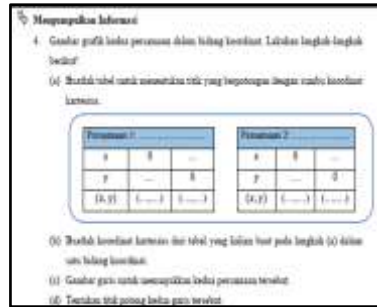 Mengumpulkan Informasi
4. Gambar grafik kedua persamaan dalam bidang koordinat. Lakukan langkah-langkah
berikut!
(a) Buatlah tabel untuk menentukan titik yang berpotongan dengan sumbu koordinat
kartesius.
Persamaan 1 ............ Persamaan 2 ............
x 0 ... x 0 ...
y ... 0 y ... 0
(x, y) (... , ...) (... , ...) (x, y) (... , ...) (... , ...)
(b) Buatlah koordinat kartesius dari tabel yang kalian buat pada langkah (a) dalam
satu bidang koordinat.
(c) Gambar garis untuk menampilkan kedua persamaan tersebut
(d) Tentukan titik potong kedua garis tersebut